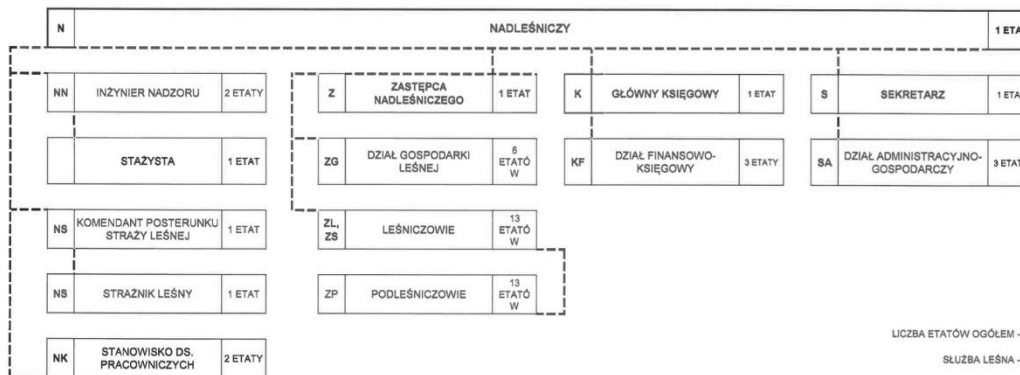 N NADLEŚNICZY 1 ETA
NN INŻYNIER NADZORU 2 ETATY
Z ZASTĘPCA NADLEŚNICZEGO 1 ETAT
K GŁÓWNY KSIĘGOWY 1 ETAT
S SEKRETARZ 1 ETA
STAŻYSTA 1 ETAT
ZG DZIAŁ GOSPODARKI LEŚNEJ 6 ETATÓW
KF DZIAŁ FINANSOWO-KSIĘGOWY 3 ETATY
SA DZIAŁ ADMINISTRACYJNO-GOSPODARCZY 3 ETAT
NS KOMENDANT POSTERUNKU STRAŻY LEŚNEJ 1 ETAT
ZL, ZS LEŚNICZOWIE 13 ETATÓW
NS STRAŻNIK LEŚNY 1 ETAT
ZP PODLEŚNICZOWIE 13 ETATÓW
NK STANOWISKO DS. PRACOWNICZYCH 2 ETATY
LICZBA ETATÓW OGÓŁEM -
SŁUŻBA LEŚNA -